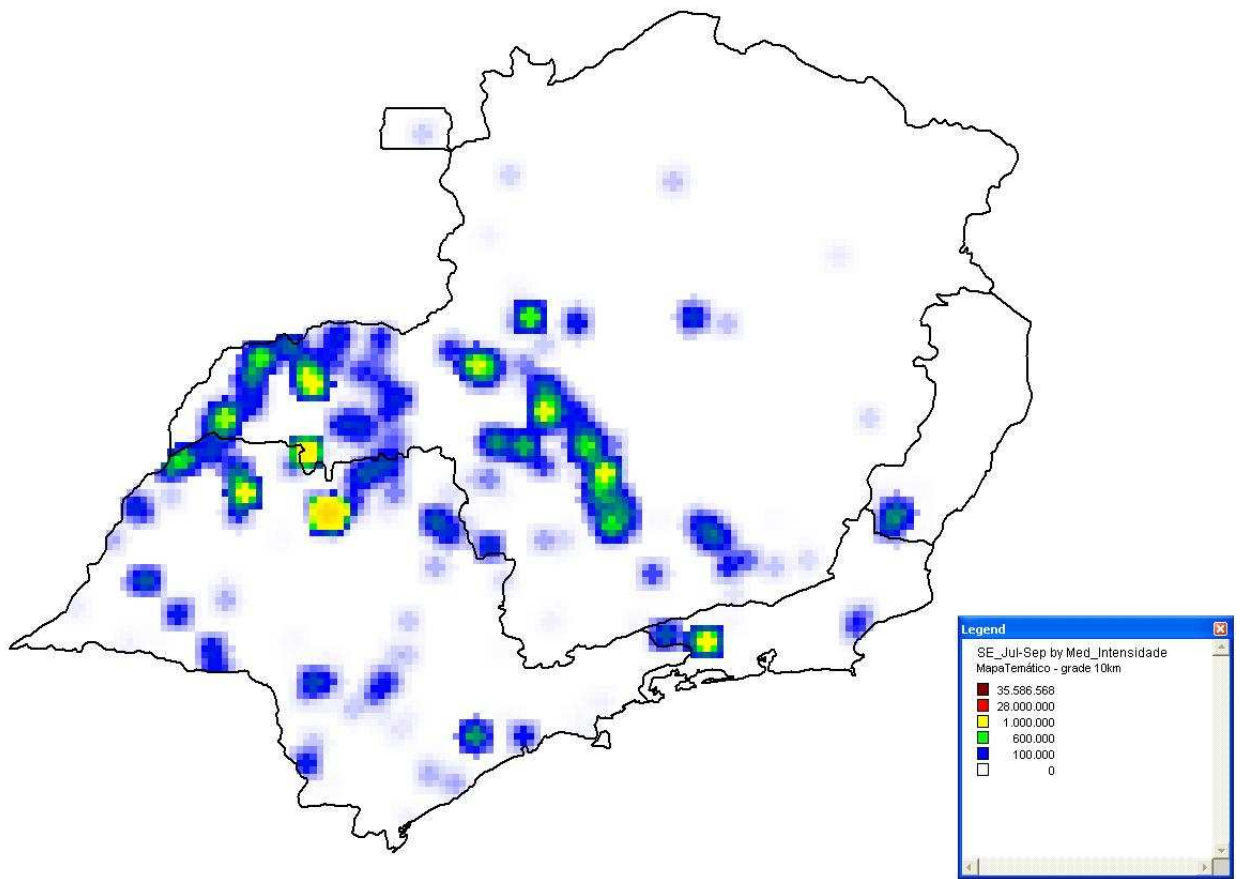 Legend
SE_Jul-Sep by Med_Intensidade
MapaTemático - grade 10km
35.586.568
28.000.000
1.000.000
600.000
100.000
0